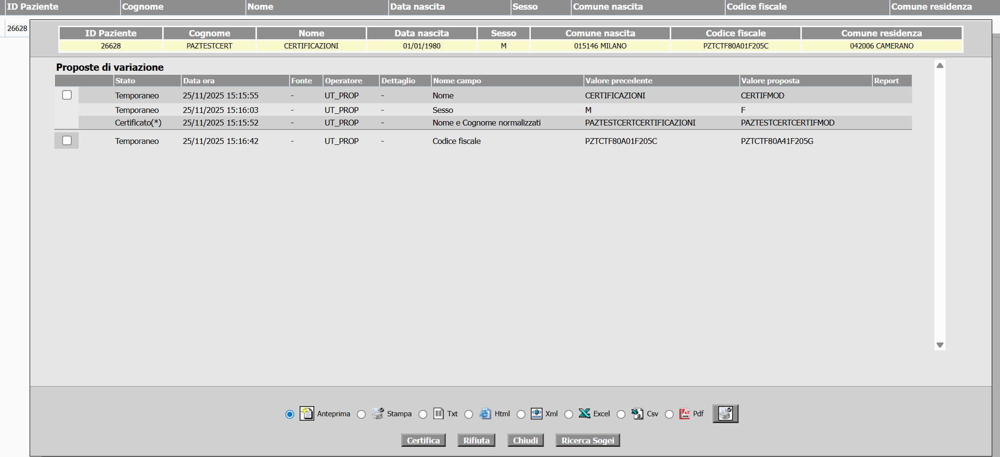 ID Paziente Cognome Nome Data nascita Sesso Comune nascita Codice fiscale Comune residenza
26628
ID Paziente Cognome Nome Data nascita Sesso Comune nascita Codice fiscale Comune residenza
26628 PAZTESTCERT CERTIFICAZIONI 01/01/1980 M 015146 MILANO PZTCTF80A01F205C 042006 CAMERANO
Proposte di variazione
Stato Data ora Fonte Operatore Dettaglio Nome campo Valore precedente Valore proposta Report
Temporaneo 25/11/2025 15:15:55 - UT_PROP - Nome CERTIFICAZIONI CERTIFMOD
Temporaneo 25/11/2025 15:16:03 - UT_PROP - Sesso M F
Certificato(*) 25/11/2025 15:15:52 - UT_PROP - Nome e Cognome normalizzati PAZTESTCERTCERTIFICAZIONI PAZTESTCERTCERTIFMOD
Temporaneo 25/11/2025 15:16:42 - UT_PROP - Codice fiscale PZTCTF80A01F205C PZTCTF80A41F205G
Anteprima Stampa Txt Html Xml Excel Csv Pdf
Certifica Rifiuta Chiudi Ricerca Sogei